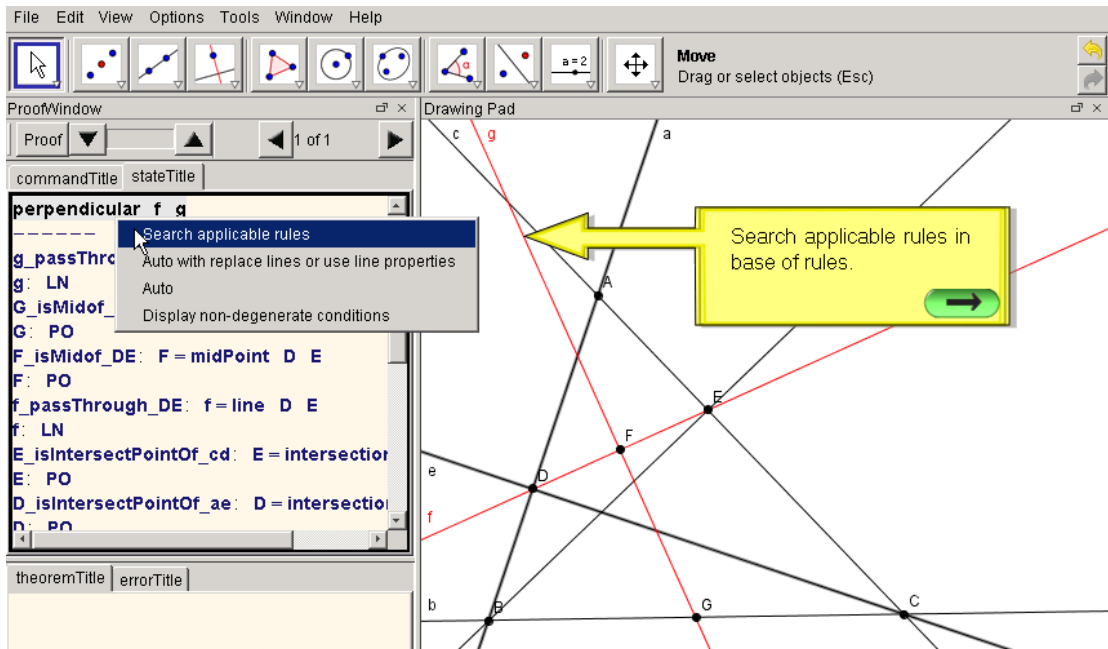 File Edit View Options Tools Window Help
α
a = 2
Move
Drag or select objects (Esc)
ProofWindow
Drawing Pad
Proof
1 of 1
commandTitle stateTitle
perpendicular f g
------
g_passThro
g: LN
G_isMidof_
G: PO
F_isMidof_DE: F = midPoint D E
F: PO
f_passThrough_DE: f = line D E
f: LN
E_isIntersectPointOf_cd: E = intersection
E: PO
D_isIntersectPointOf_ae: D = intersection
D: PO
Search applicable rules
Auto with replace lines or use line properties
Auto
Display non-degenerate conditions
theoremTitle errorTitle
c g a
Search applicable rules in
base of rules.
A
E
F
e D
f
b B G C